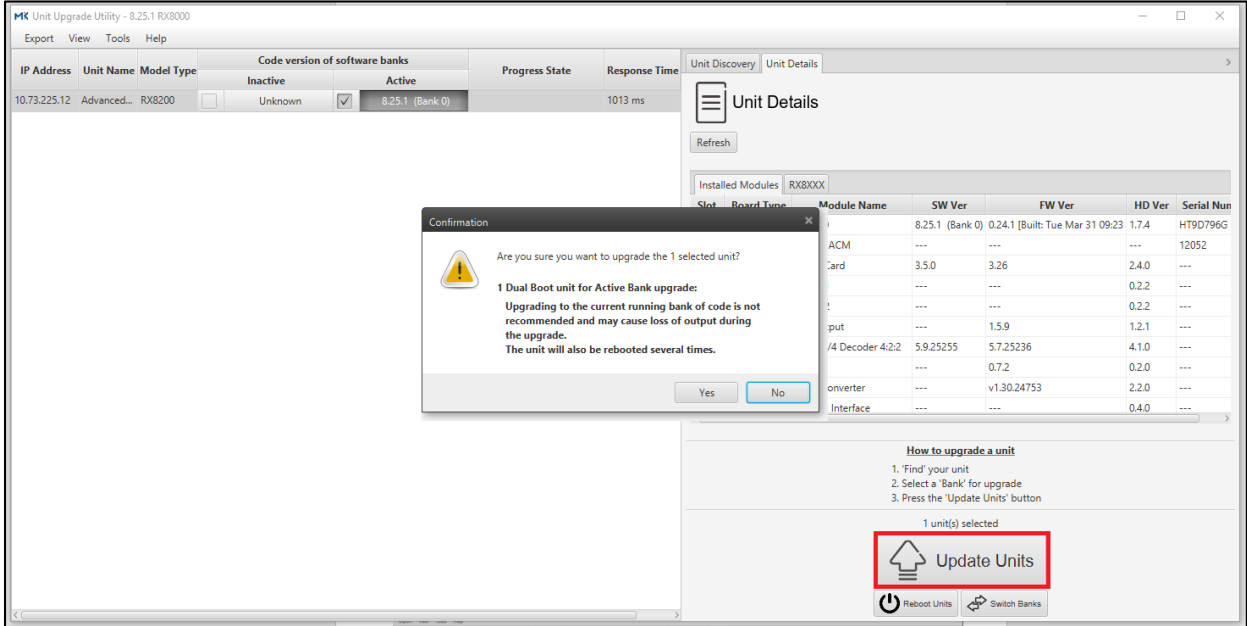 MK Unit Upgrade Utility - 8.25.1 RX8000
Export View Tools Help
IP Address Unit Name Model Type Code version of software banks Progress State Response Time
Inactive Active
10.73.225.12 Advanced... RX8200 Unknown 8.25.1 (Bank 0) 1013 ms
Unit Discovery Unit Details
Unit Details
Refresh
Installed Modules RX8XXX
Slot Board Type Module Name SW Ver FW Ver HD Ver Serial Num
8.25.1 (Bank 0) 0.24.1 [Built: Tue Mar 31 09:23 1.7.4 HT9D796G
ACM --- --- --- 12052
Card 3.5.0 3.26 2.4.0 ---
--- --- 0.2.2 ---
--- --- 0.2.2 ---
put --- 1.5.9 1.2.1 ---
/4 Decoder 4:2:2 5.9.25255 5.7.25236 4.1.0 ---
--- 0.7.2 0.2.0 ---
onverter --- v1.30.24753 2.2.0 ---
Interface --- --- 0.4.0 ---
Confirmation
Are you sure you want to upgrade the 1 selected unit?
1 Dual Boot unit for Active Bank upgrade:
Upgrading to the current running bank of code is not
recommended and may cause loss of output during
the upgrade.
The unit will also be rebooted several times.
Yes No
How to upgrade a unit
1. 'Find' your unit
2. Select a 'Bank' for upgrade
3. Press the 'Update Units' button
1 unit(s) selected
Update Units
Reboot Units Switch Banks